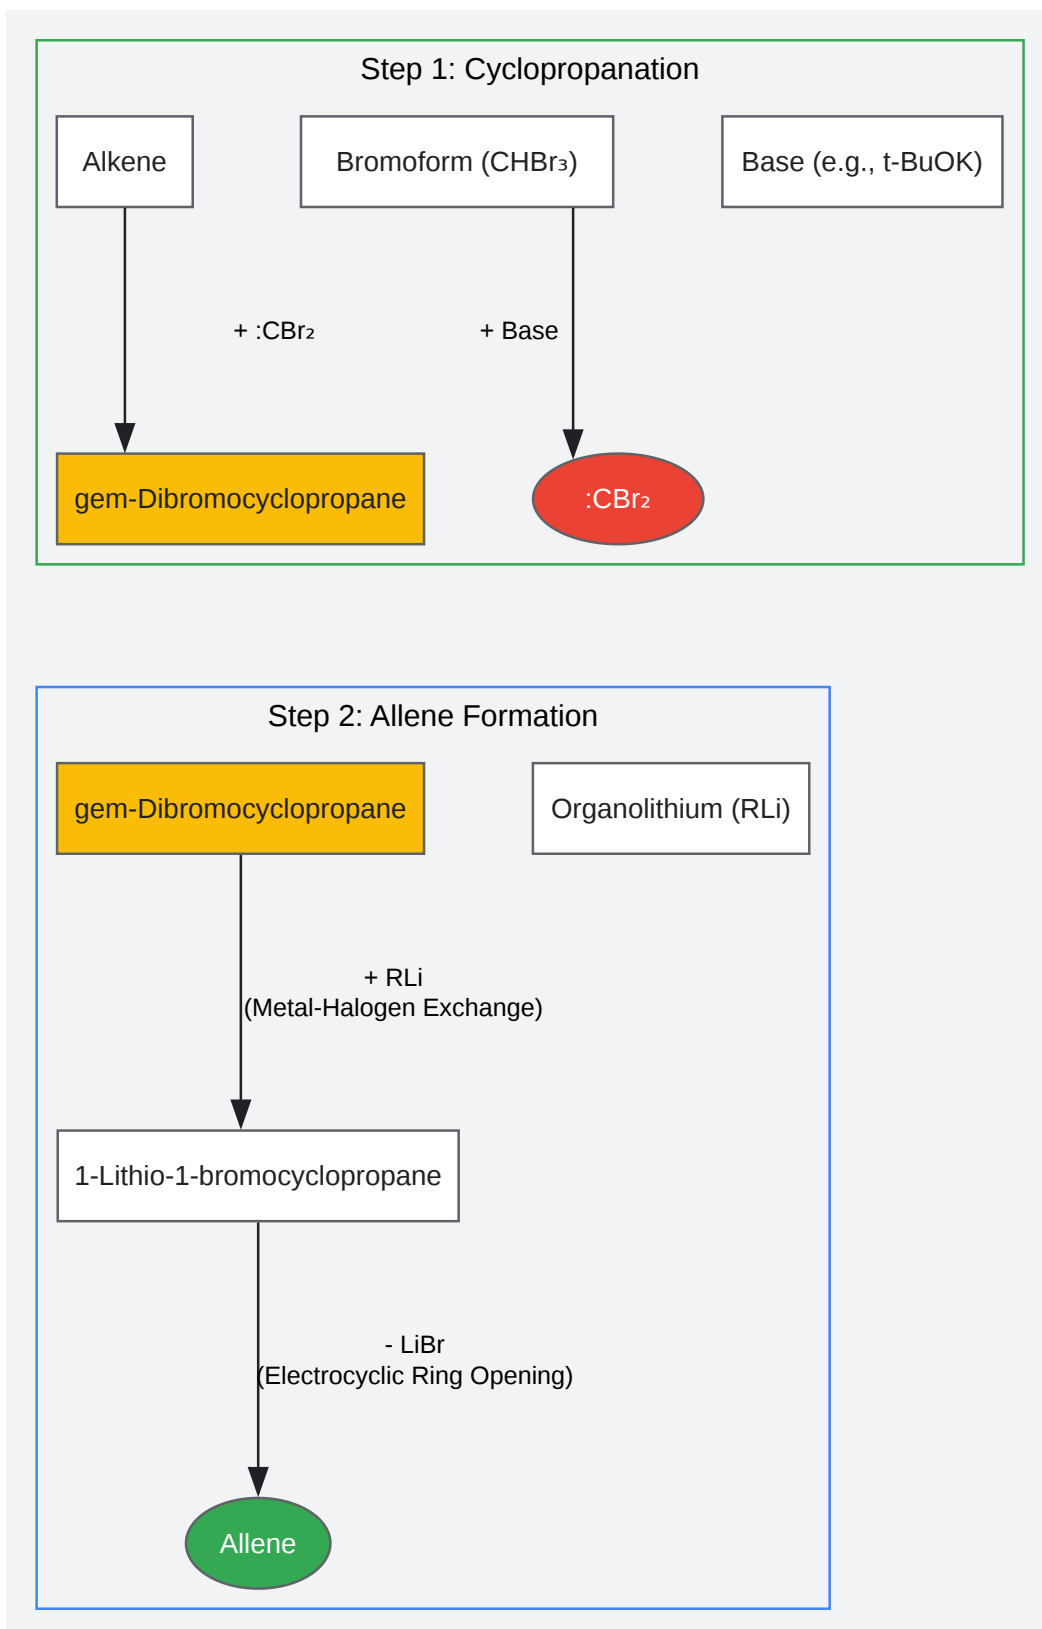 Step 1: Cyclopropanation
Alkene
Bromoform (CHBr₃)
Base (e.g., t-BuOK)
+ :CBr₂
+ Base
gem-Dibromocyclopropane
:CBr₂
Step 2: Allene Formation
gem-Dibromocyclopropane
Organolithium (RLi)
+ RLi
(Metal-Halogen Exchange)
1-Lithio-1-bromocyclopropane
- LiBr
(Electrocyclic Ring Opening)
Allene